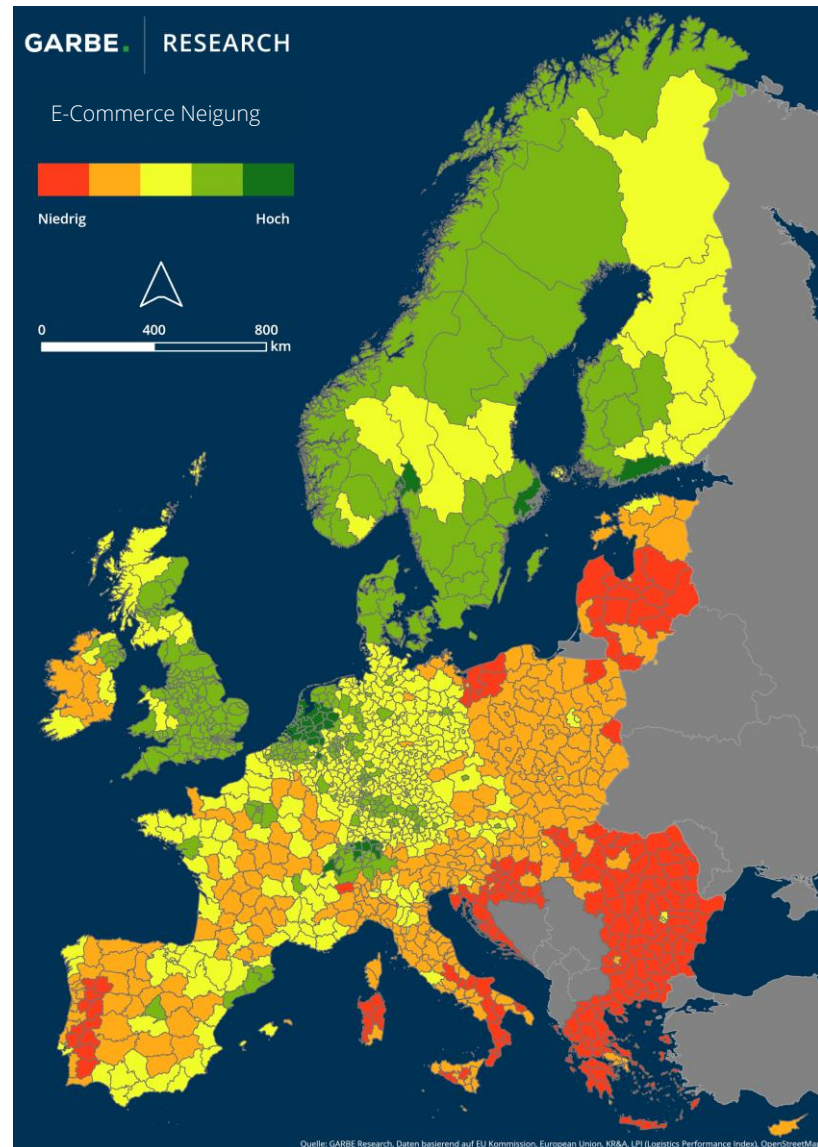 GARBE. RESEARCH
E-Commerce Neigung
Niedrig Hoch
0 400 800
km
Quelle: GARBE Research, Daten basierend auf EU Kommission, European Union, KR&A, LPI (Logistics Performance Index), OpenStreetMap